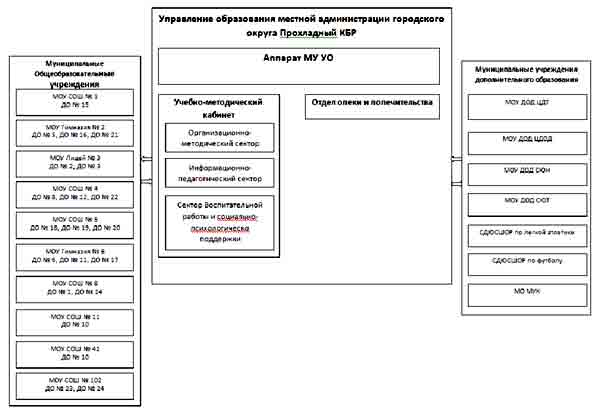 Управление образования местной администрации городского
округа Прохладный КБР
Аппарат МУ УО
Муниципальные
Общеобразовательные
учреждения
МОУ СОШ № 1
ДО № 15
МОУ Гимназия № 2
ДО № 5, ДО № 16, ДО № 21
МОУ Лицей № 3
ДО № 2, ДО № 3
МОУ СОШ № 4
ДО № 8, ДО № 12, ДО № 22
МОУ СОШ № 5
ДО № 18, ДО № 19, ДО № 20
МОУ Гимназия № 6
ДО № 6, ДО № 11, ДО № 17
МОУ СОШ № 8
ДО № 1, ДО № 14
МОУ СОШ № 11
ДО № 10
МОУ СОШ № 41
ДО № 10
МОУ СОШ № 102
ДО № 23, ДО № 24
Учебно-методический
кабинет
Организационно-
методический сектор
Информационно-
педагогический сектор
Сектор Воспитательной
работы и социально-
психологическо
поддержки
Отдел опеки и попечительства
Муниципальные учреждения
дополнительного образования
МОУ ДОД ЦДТ
МОУ ДОД ЦДОД
МОУ ДОД СЮН
МОУ ДОД СЮТ
СДЮСШОР по легкой атлетике
СДЮСШОР по футболу
МО МУК